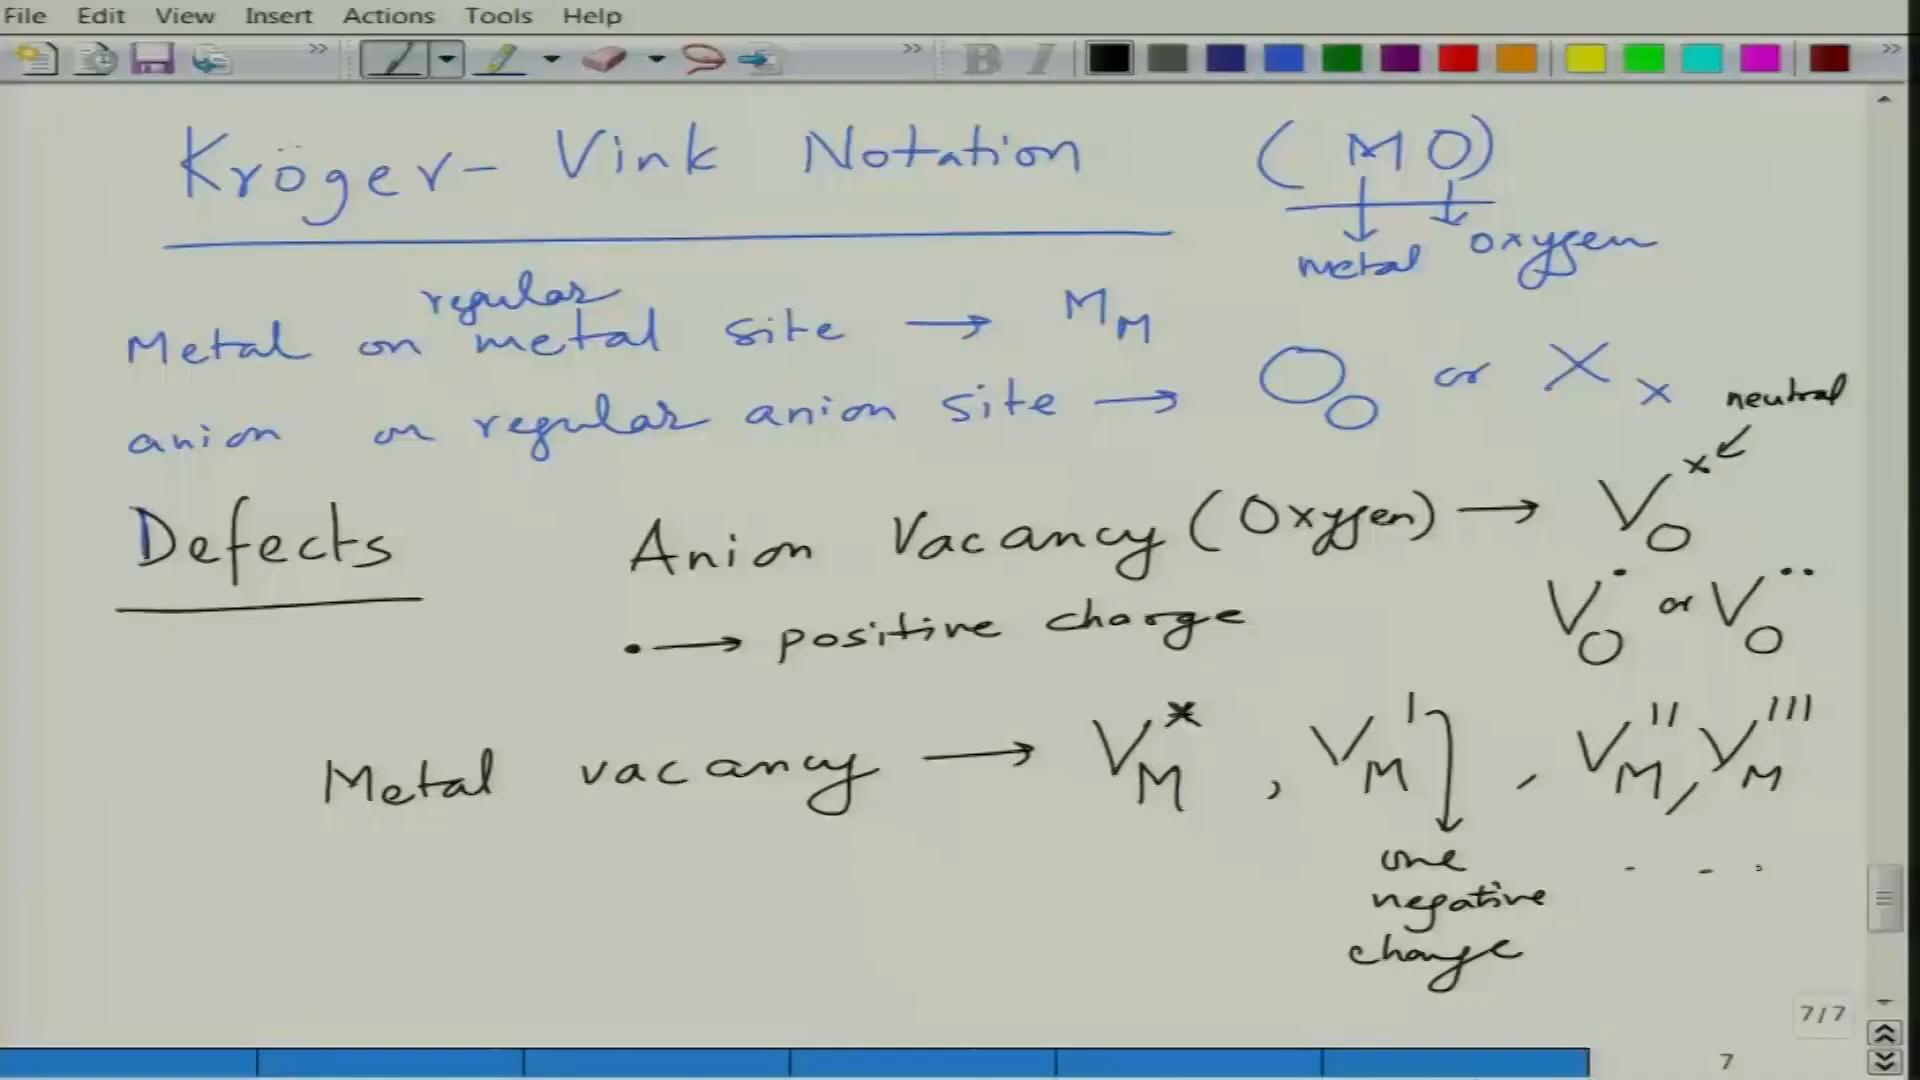 File Edit View Insert Actions Tools Help
B I
Kröger-Vink Notation (MO)
metal oxygen
regular
Metal on metal site → M_M
anion on regular anion site → O_O or X_x
neutral
Defects Anion Vacancy (Oxygen) → V_O^x
• → positive charge V_O^• or V_O^••
Metal vacancy → V_M^x , V_M^' , V_M^'' , V_M^'''
one
negative
charge
. . .
7/7
7